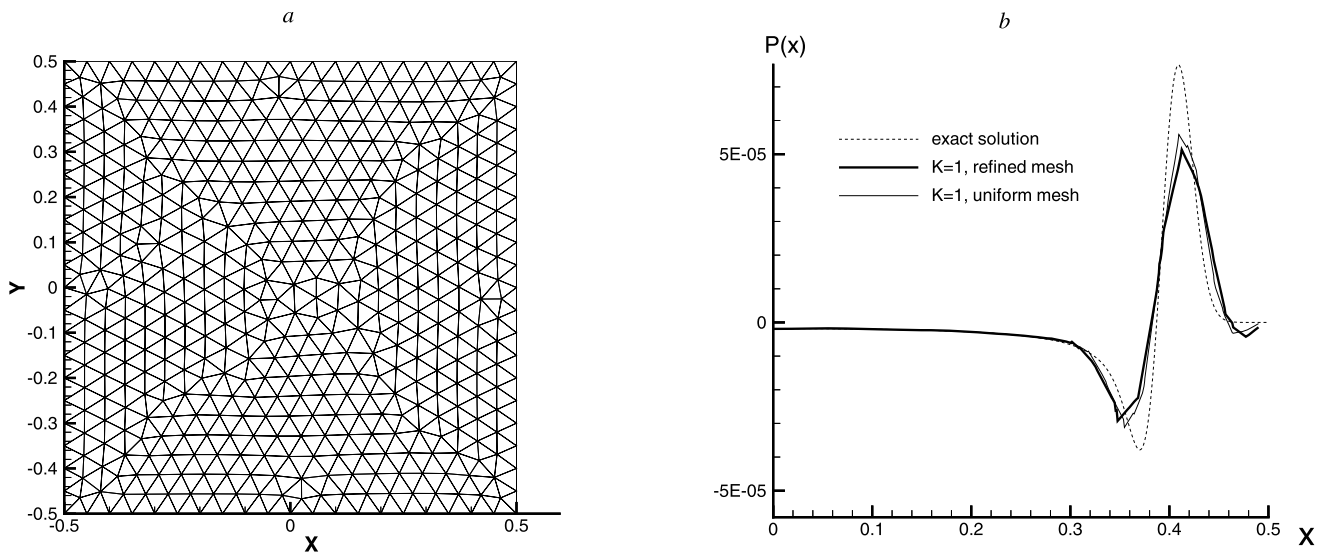 a
0.5
0.4
0.3
0.2
0.1
0
-0.1
-0.2
-0.3
-0.4
-0.5
Y
-0.5
0
0.5
X
b
P(x)
exact solution
K=1, refined mesh
K=1, uniform mesh
5E-05
0
-5E-05
0
0.1
0.2
0.3
0.4
0.5
X